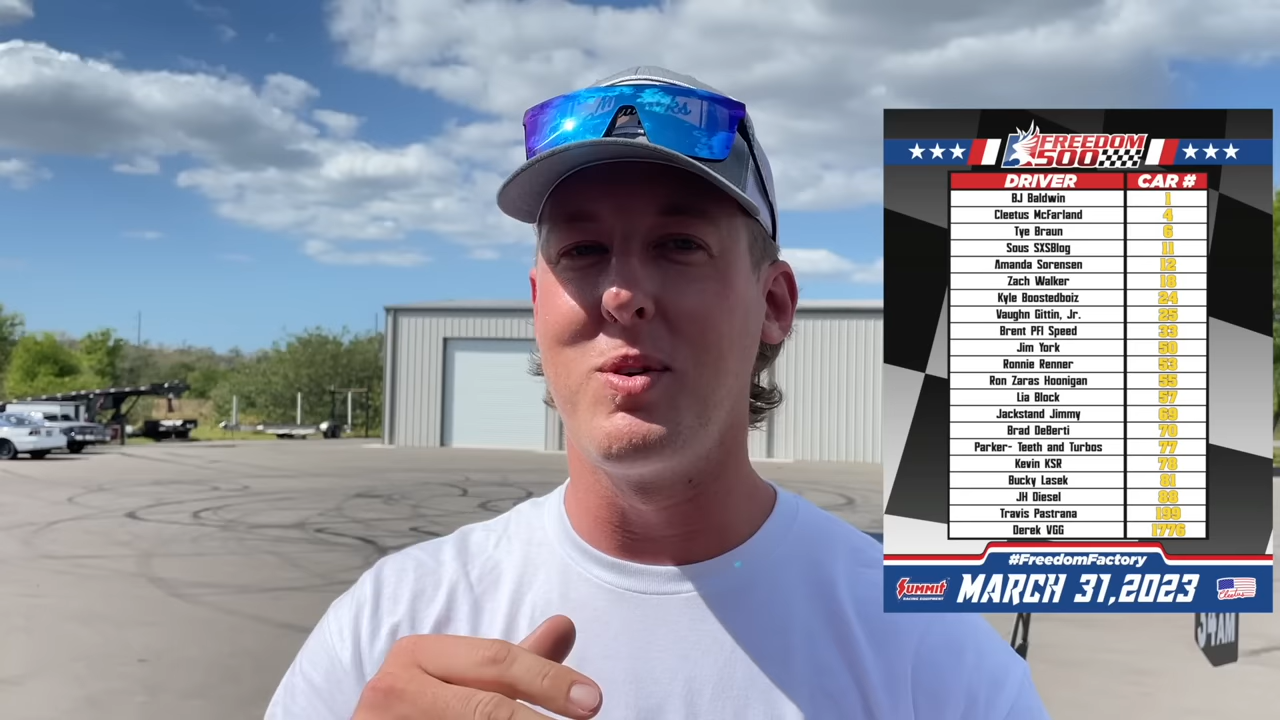 FREEDOM
500
DRIVER CAR #
BJ Baldwin 1
Cleetus McFarland 4
Tye Braun 6
Sous SXSBlog 11
Amanda Sorensen 12
Zach Walker 18
Kyle Boostedboiz 24
Vaughn Gittin, Jr. 25
Brent PFI Speed 33
Jim York 50
Ronnie Renner 53
Ron Zaras Hoonigan 55
Lia Block 57
Jackstand Jimmy 69
Brad DeBerti 70
Parker- Teeth and Turbos 77
Kevin KSR 78
Bucky Lasek 81
JH Diesel 88
Travis Pastrana 199
Derek VGG 1776
#FreedomFactory
SUMMIT
RACING EQUIPMENT
MARCH 31,2023
Cleetus
54AM